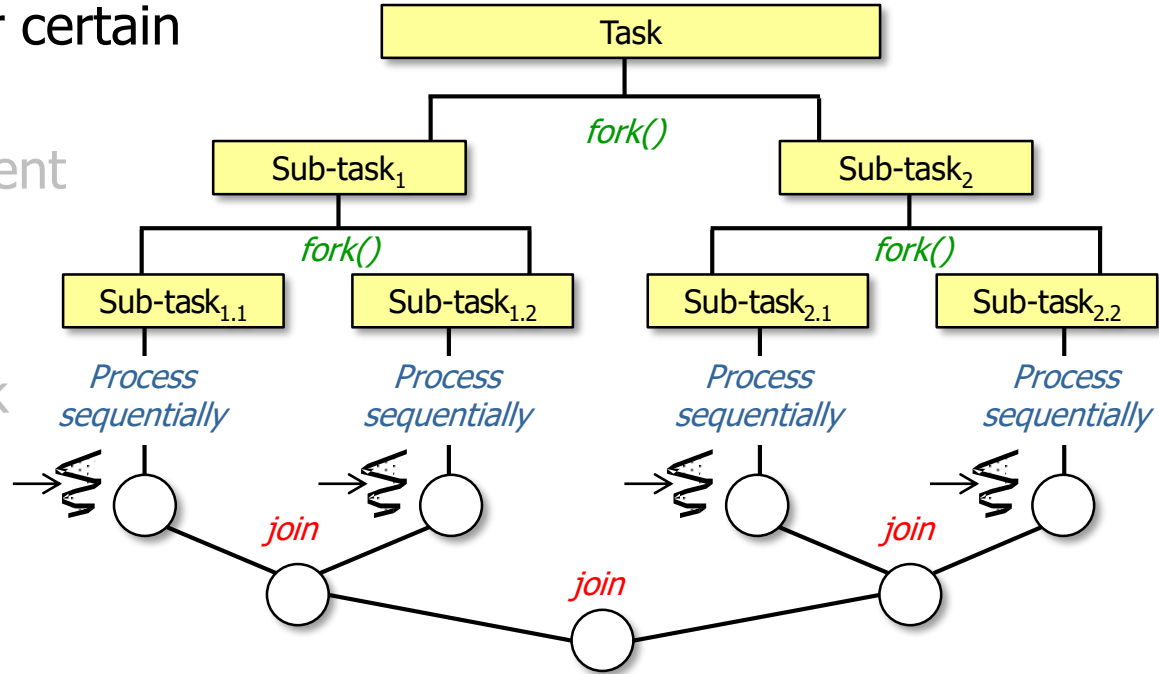 r certain
Task
fork()
ent
Sub-task₁
Sub-task₂
fork()
fork()
Sub-task₁.₁
Sub-task₁.₂
Sub-task₂.₁
Sub-task₂.₂
k
Process
sequentially
Process
sequentially
Process
sequentially
Process
sequentially
join
join
join